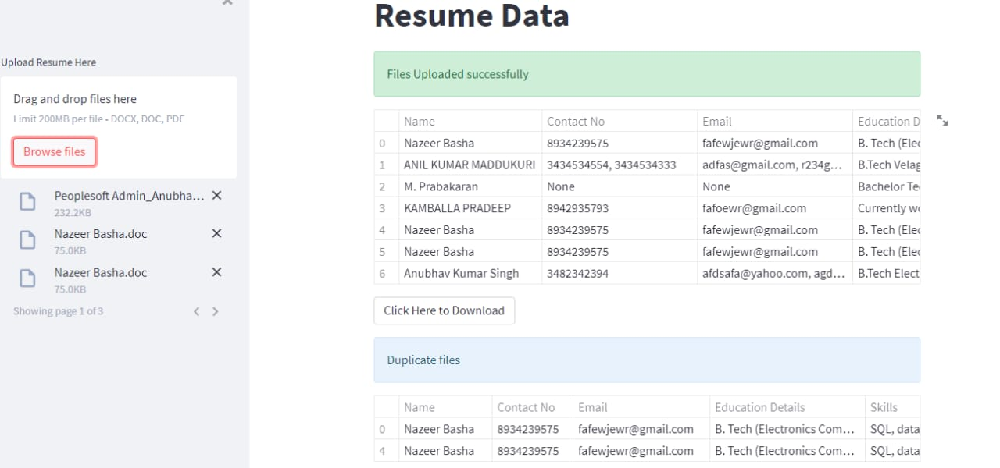 Upload Resume Here
Drag and drop files here
Limit 200MB per file • DOCX, DOC, PDF
Browse files
Peoplesoft Admin_Anubha...
232.2KB
Nazeer Basha.doc
75.0KB
Nazeer Basha.doc
75.0KB
Showing page 1 of 3
Resume Data
Files Uploaded successfully
Name Contact No Email Education D
0 Nazeer Basha 8934239575 fafewjewr@gmail.com B. Tech (Elec
1 ANIL KUMAR MADDUKURI 3434534554, 3434534333 adfas@gmail.com, r234g... B.Tech Velag
2 M. Prabakaran None None Bachelor Te
3 KAMBALLA PRADEEP 8942935793 fafoewr@gmail.com Currently wo
4 Nazeer Basha 8934239575 fafewjewr@gmail.com B. Tech (Elec
5 Nazeer Basha 8934239575 fafewjewr@gmail.com B. Tech (Elec
6 Anubhav Kumar Singh 3482342394 afdsafa@yahoo.com, agd... B.Tech Elect
Click Here to Download
Duplicate files
Name Contact No Email Education Details Skills
0 Nazeer Basha 8934239575 fafewjewr@gmail.com B. Tech (Electronics Com... SQL, data
4 Nazeer Basha 8934239575 fafewjewr@gmail.com B. Tech (Electronics Com... SQL, data